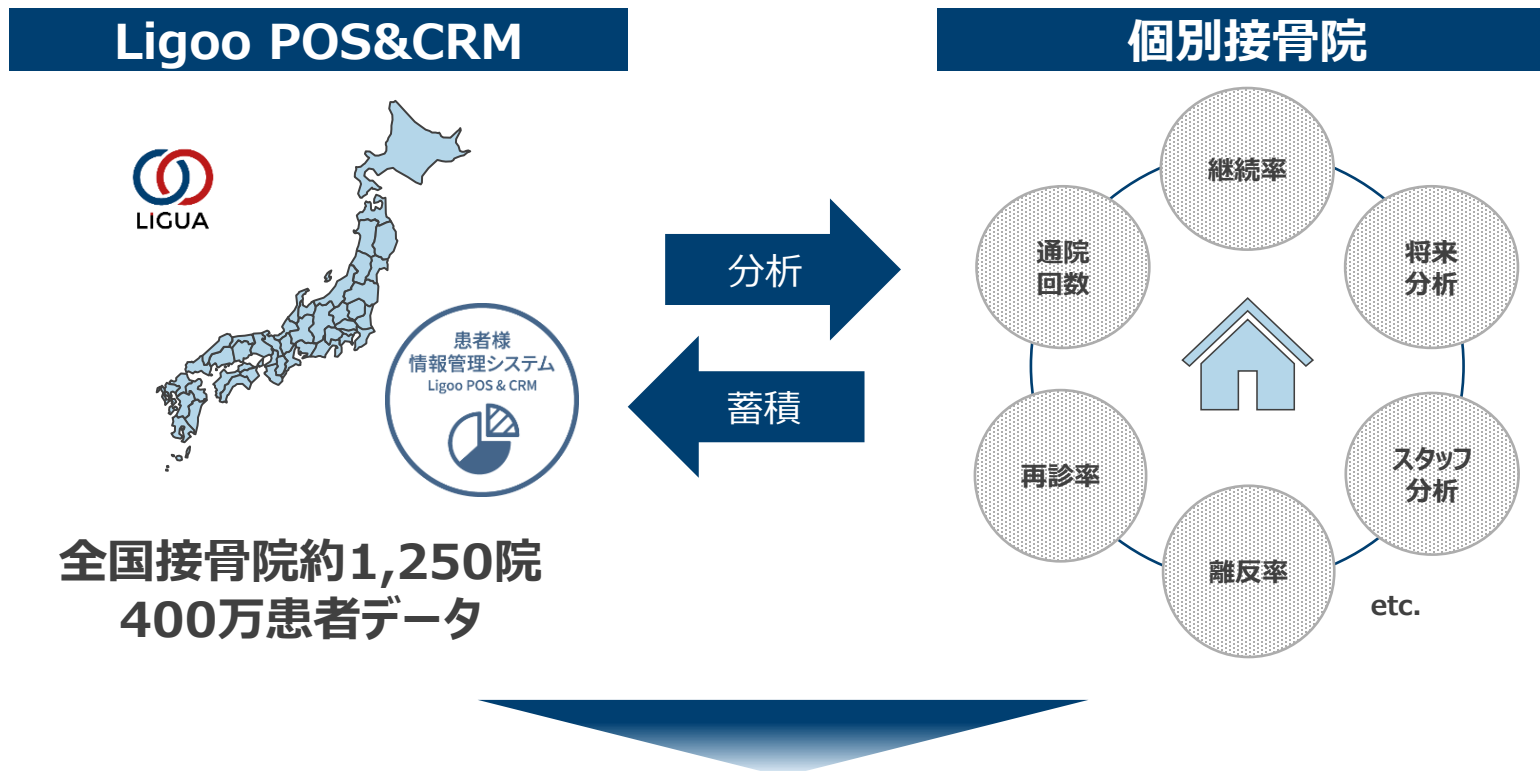 Ligoo POS&CRM
LIGUA
患者様
情報管理システム
Ligoo POS & CRM
全国接骨院約1,250院
400万患者データ
分析
蓄積
個別接骨院
継続率
通院
回数
将来
分析
再診率
スタッフ
分析
離反率
etc.